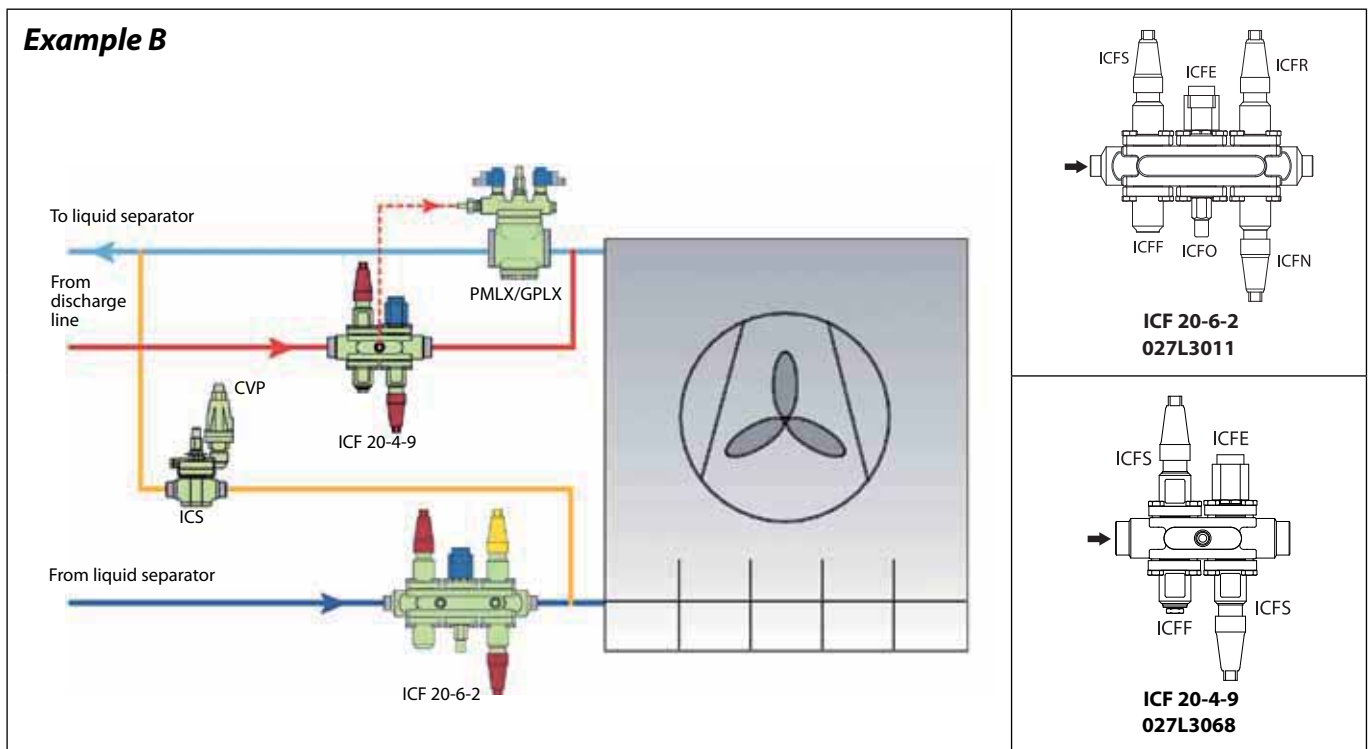 Example B
To liquid separator
From
discharge
line
PMLX/GPLX
CVP
ICF 20-4-9
ICS
From liquid separator
ICF 20-6-2
ICFS
ICFE
ICFR
ICFF
ICFO
ICFN
ICF 20-6-2
027L3011
ICFS
ICFE
ICFF
ICFS
ICF 20-4-9
027L3068